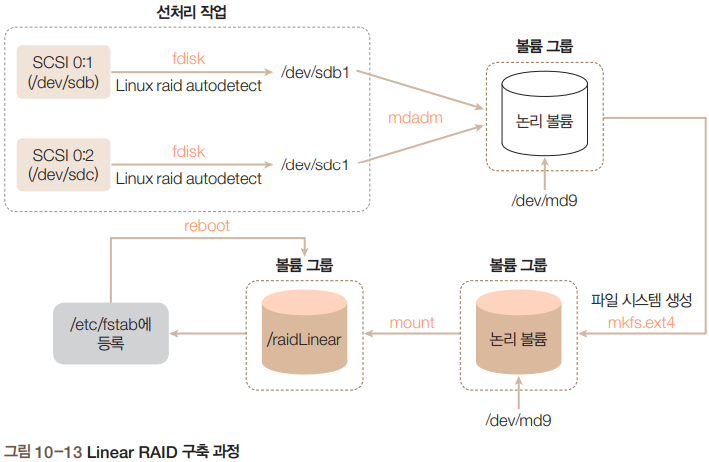 선처리 작업
SCSI 0:1
(/dev/sdb)
fdisk
Linux raid autodetect
/dev/sdb1
SCSI 0:2
(/dev/sdc)
fdisk
Linux raid autodetect
/dev/sdc1
mdadm
볼륨 그룹
논리 볼륨
/dev/md9
파일 시스템 생성
mkfs.ext4
볼륨 그룹
논리 볼륨
/dev/md9
mount
볼륨 그룹
/raidLinear
reboot
/etc/fstab에
등록
그림 10-13 Linear RAID 구축 과정